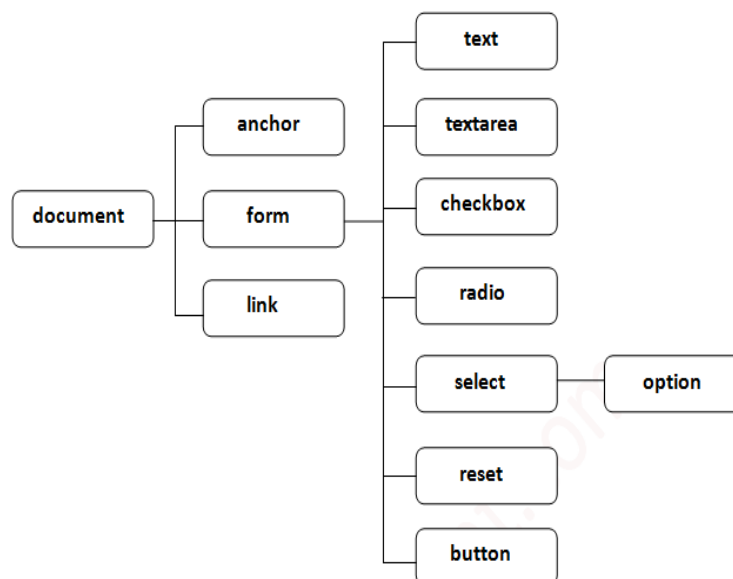 text
anchor
textarea
document
form
checkbox
link
radio
select
option
reset
button